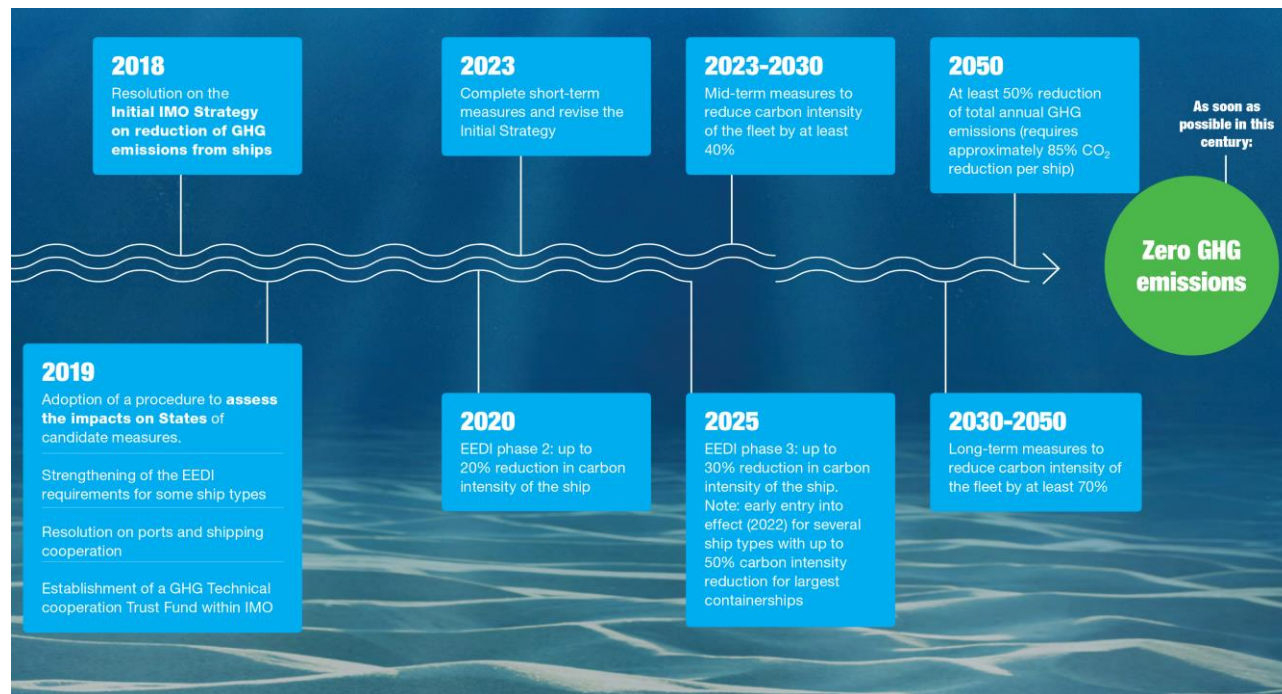 2018
Resolution on the
Initial IMO Strategy
on reduction of GHG
emissions from ships
2023
Complete short-term
measures and revise the
Initial Strategy
2023-2030
Mid-term measures to
reduce carbon intensity
of the fleet by at least
40%
2050
At least 50% reduction
of total annual GHG
emissions (requires
approximately 85% CO₂
reduction per ship)
As soon as
possible in this
century:
Zero GHG
emissions
2019
Adoption of a procedure to assess
the impacts on States of
candidate measures.
Strengthening of the EEDI
requirements for some ship types
Resolution on ports and shipping
cooperation
Establishment of a GHG Technical
cooperation Trust Fund within IMO
2020
EEDI phase 2: up to
20% reduction in carbon
intensity of the ship
2025
EEDI phase 3: up to
30% reduction in carbon
intensity of the ship.
Note: early entry into
effect (2022) for several
ship types with up to
50% carbon intensity
reduction for largest
containerships
2030-2050
Long-term measures to
reduce carbon intensity of
the fleet by at least 70%